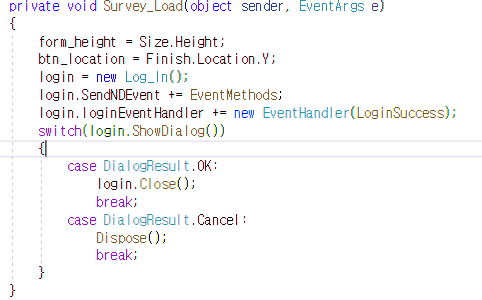 private void Survey_Load(object sender, EventArgs e)
{
form_height = Size.Height;
btn_location = Finish.Location.Y;
login = new Log_In();
login.SendNDEvent += EventMethods;
login.loginEventHandler += new EventHandler(LoginSuccess);
switch(login.ShowDialog())
{
case DialogResult.OK:
login.Close();
break;
case DialogResult.Cancel:
Dispose();
break;
}
}